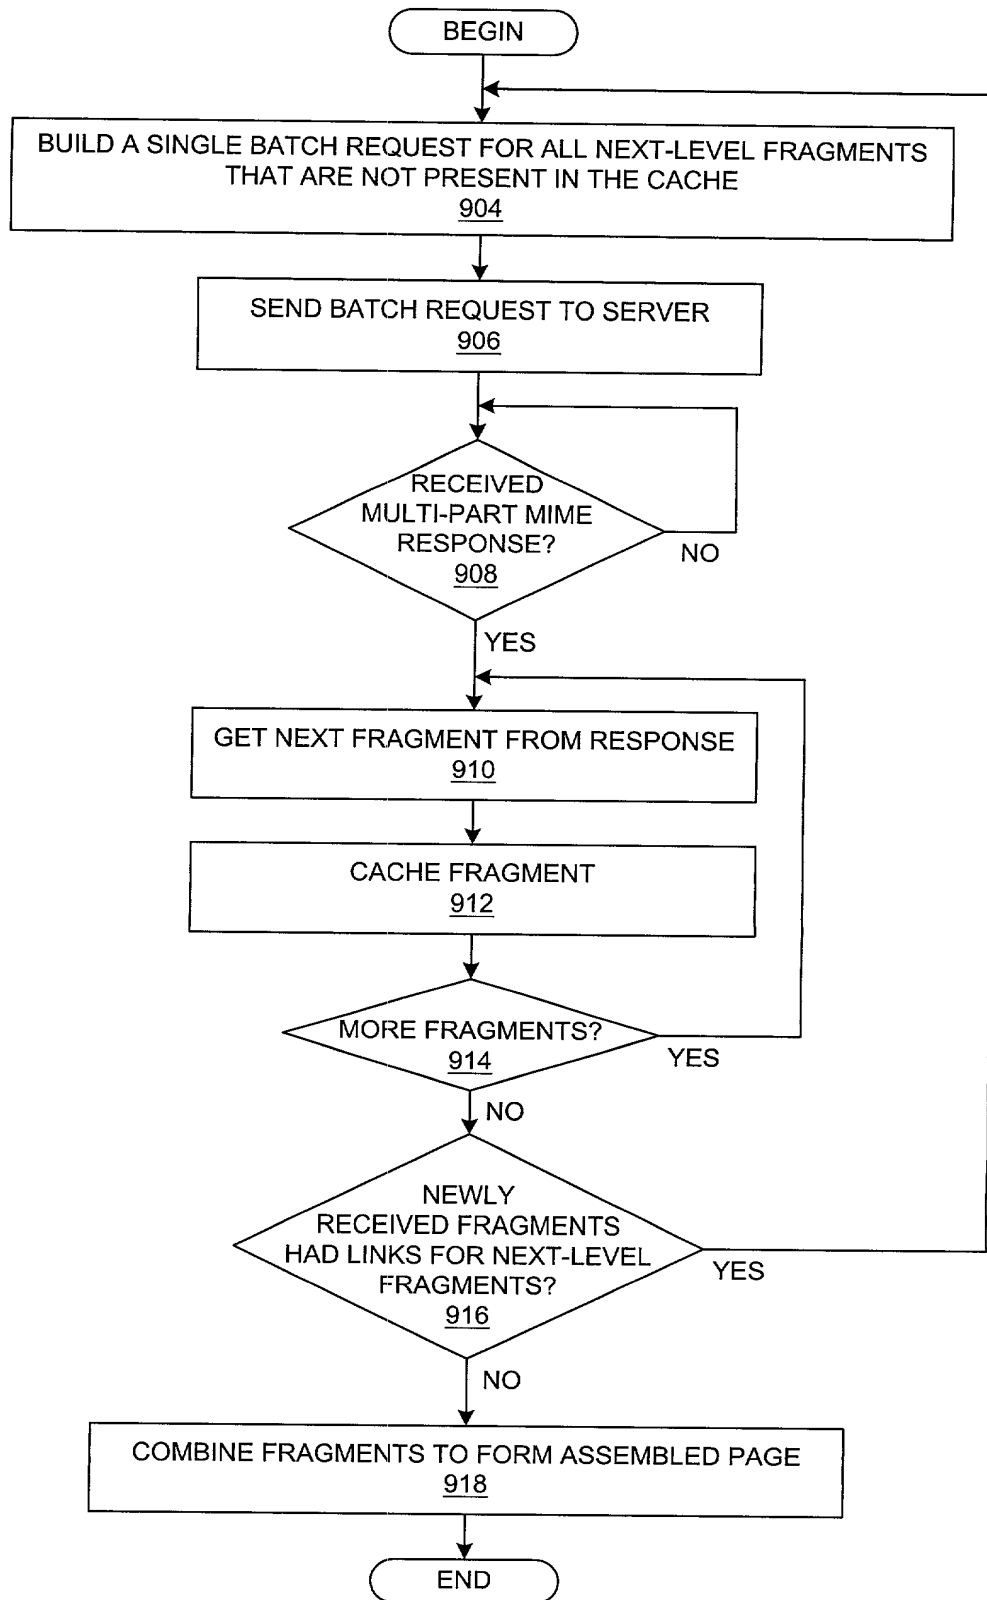 BEGIN
BUILD A SINGLE BATCH REQUEST FOR ALL NEXT-LEVEL FRAGMENTS
THAT ARE NOT PRESENT IN THE CACHE
904
SEND BATCH REQUEST TO SERVER
906
RECEIVED
MULTI-PART MIME
RESPONSE?
908
NO
YES
GET NEXT FRAGMENT FROM RESPONSE
910
CACHE FRAGMENT
912
MORE FRAGMENTS?
914
YES
NO
NEWLY
RECEIVED FRAGMENTS
HAD LINKS FOR NEXT-LEVEL
FRAGMENTS?
916
YES
NO
COMBINE FRAGMENTS TO FORM ASSEMBLED PAGE
918
END